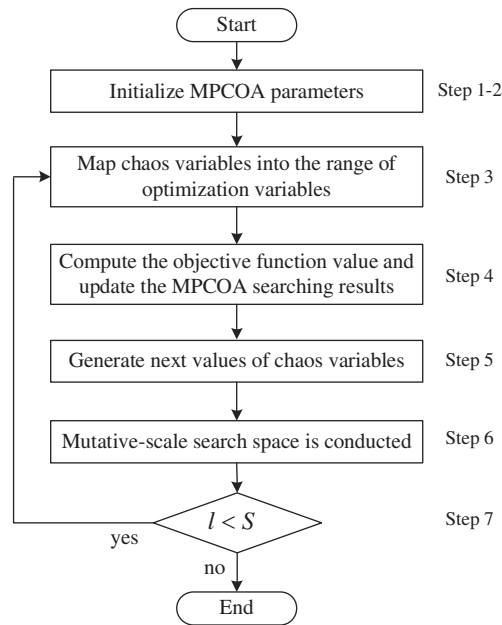 Start
Initialize MPCOA parameters
Step 1-2
Map chaos variables into the range of
optimization variables
Step 3
Compute the objective function value and
update the MPCOA searching results
Step 4
Generate next values of chaos variables
Step 5
Mutative-scale search space is conducted
Step 6
l < S
Step 7
yes
no
End